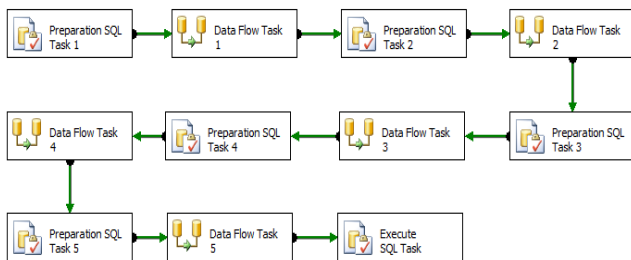 Preparation SQL
Task 1
Data Flow Task
1
Preparation SQL
Task 2
Data Flow Task
2
Data Flow Task
4
Preparation SQL
Task 4
Data Flow Task
3
Preparation SQL
Task 3
Preparation SQL
Task 5
Data Flow Task
5
Execute
SQL Task